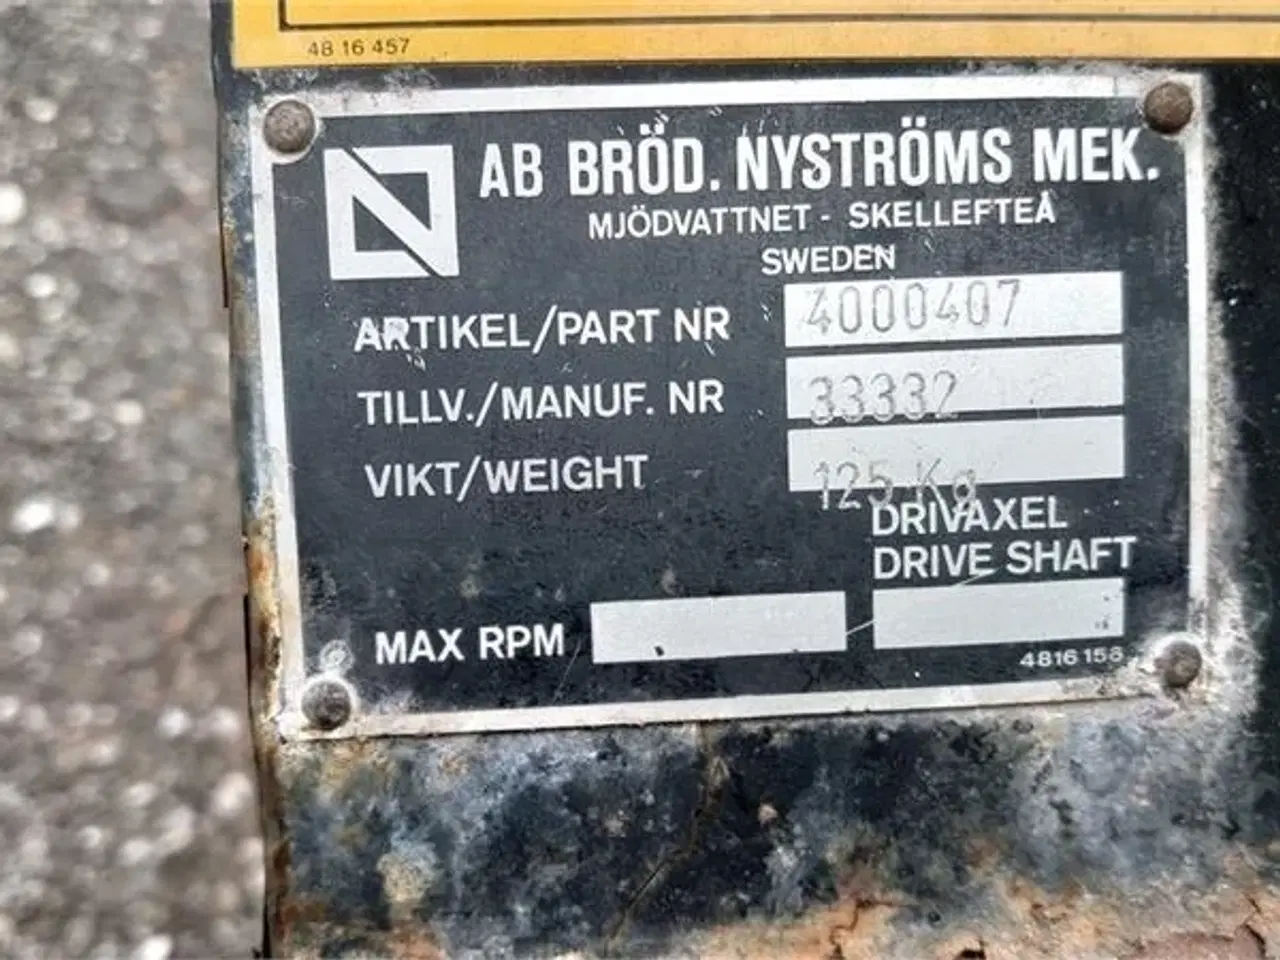 48 16 457
AB BRÖD. NYSTRÖMS MEK.
MJÖDVATTNET - SKELLEFTEÅ
SWEDEN
ARTIKEL/PART NR 4000407
TILLV./MANUF. NR 33332
VIKT/WEIGHT 125 Kg
DRIVAXEL
DRIVE SHAFT
MAX RPM
4816 158